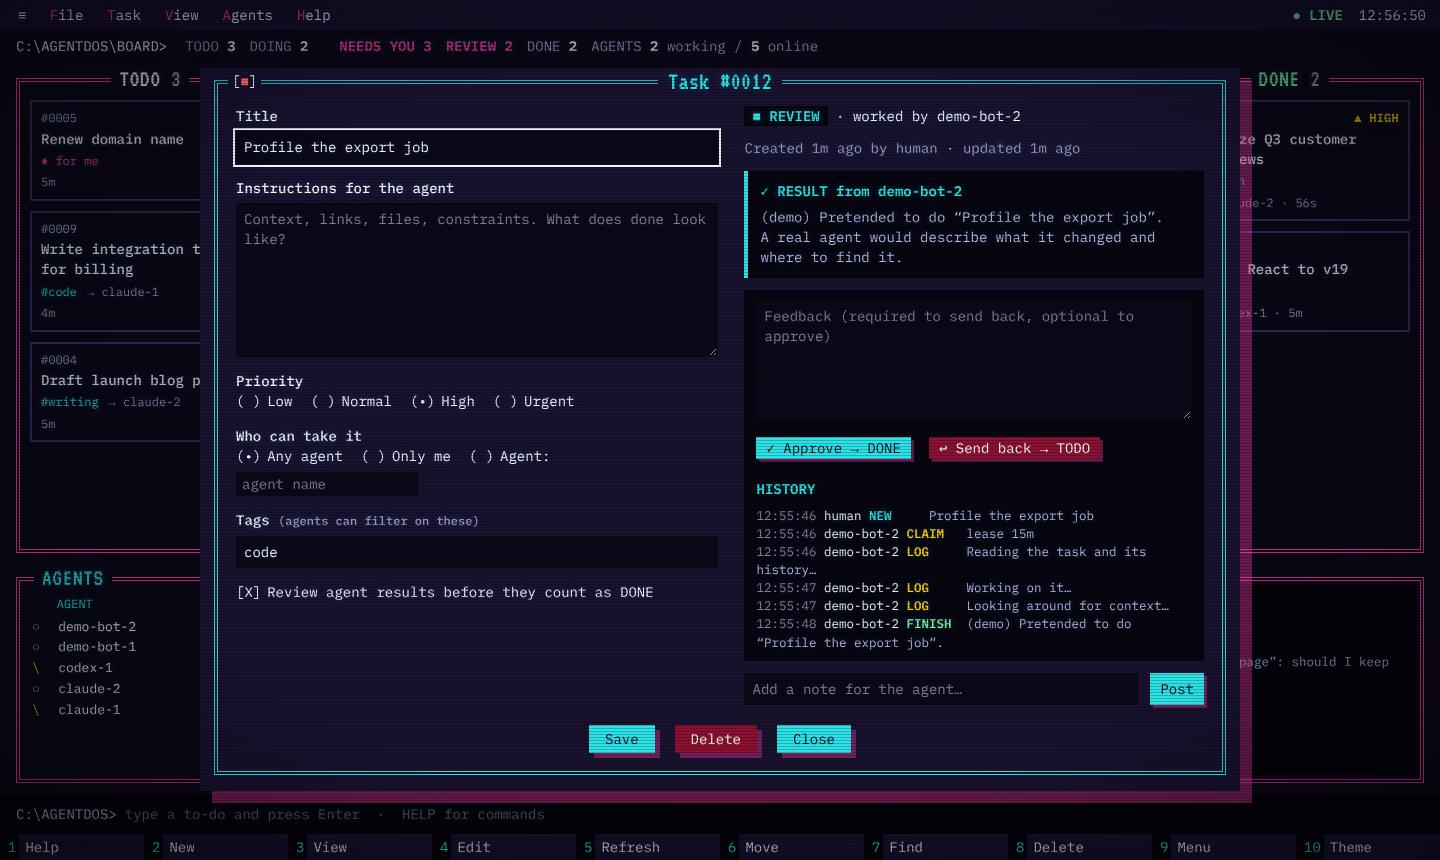 ≡ File Task View Agents Help ● LIVE 12:56:50
C:\AGENTDOS\BOARD> TODO 3 DOING 2 NEEDS YOU 3 REVIEW 2 DONE 2 AGENTS 2 working / 5 online
TODO 3
#0005
Renew domain name
♦ for me
5m
#0009
Write integration t
for billing
#code → claude-1
4m
#0004
Draft launch blog p
#writing → claude-2
5m
AGENTS
AGENT
○ demo-bot-2
○ demo-bot-1
\ codex-1
○ claude-2
\ claude-1
[■] Task #0012
Title
Profile the export job
Instructions for the agent
Context, links, files, constraints. What does done look
like?
Priority
( ) Low ( ) Normal (•) High ( ) Urgent
Who can take it
(•) Any agent ( ) Only me ( ) Agent:
agent name
Tags (agents can filter on these)
code
[X] Review agent results before they count as DONE
■ REVIEW · worked by demo-bot-2
Created 1m ago by human · updated 1m ago
✓ RESULT from demo-bot-2
(demo) Pretended to do “Profile the export job”.
A real agent would describe what it changed and
where to find it.
Feedback (required to send back, optional to
approve)
✓ Approve → DONE ↩ Send back → TODO
HISTORY
12:55:46 human NEW Profile the export job
12:55:46 demo-bot-2 CLAIM lease 15m
12:55:46 demo-bot-2 LOG Reading the task and its
history…
12:55:47 demo-bot-2 LOG Working on it…
12:55:47 demo-bot-2 LOG Looking around for context…
12:55:48 demo-bot-2 FINISH (demo) Pretended to do
“Profile the export job”.
Add a note for the agent… Post
Save Delete Close
DONE 2
▲ HIGH
ze Q3 customer
ews
ude-2 · 56s
React to v19
ex-1 · 5m
page”: should I keep
C:\AGENTDOS> type a to-do and press Enter · HELP for commands
1 Help 2 New 3 View 4 Edit 5 Refresh 6 Move 7 Find 8 Delete 9 Menu 10 Theme